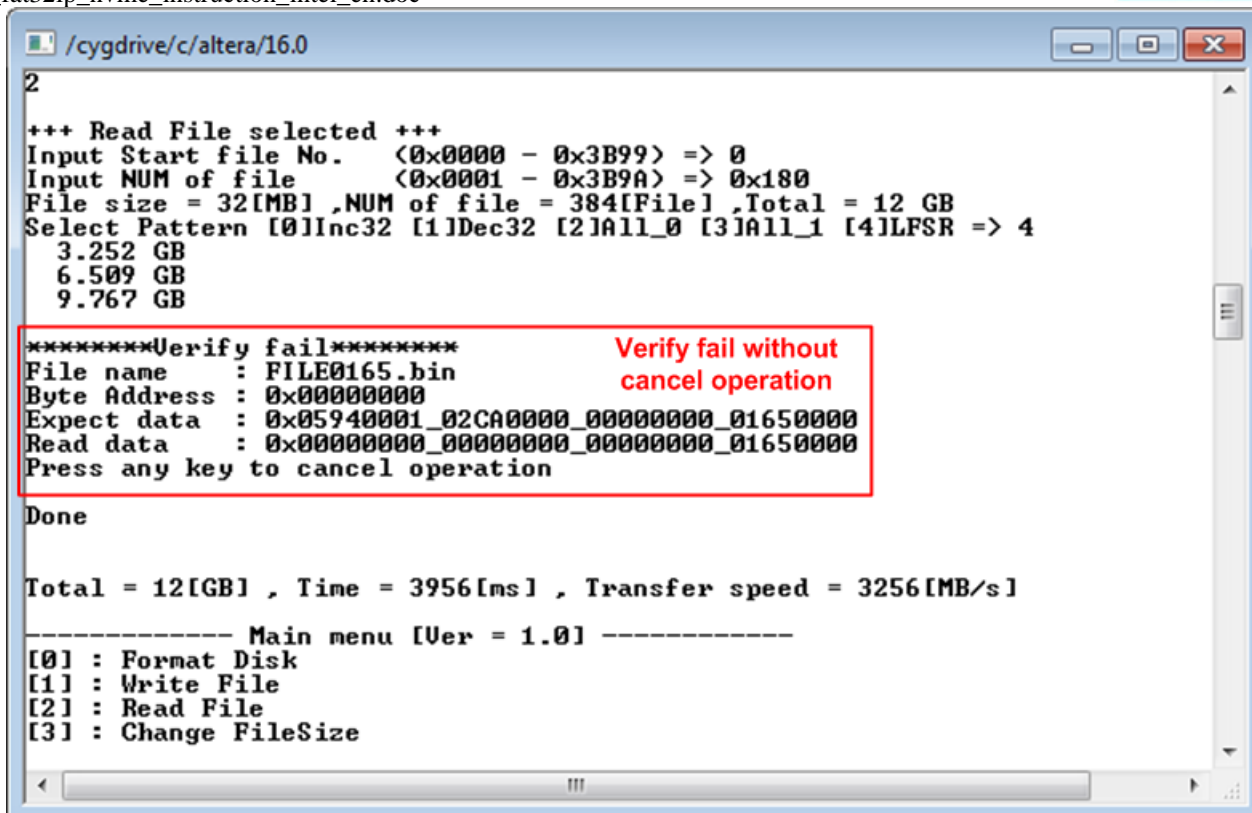 /cygdrive/c/altera/16.0
2
+++ Read File selected +++
Input Start file No. (0x0000 - 0x3B99) => 0
Input NUM of file (0x0001 - 0x3B9A) => 0x180
File size = 32[MB] ,NUM of file = 384[File] ,Total = 12 GB
Select Pattern [0]Inc32 [1]Dec32 [2]All_0 [3]All_1 [4]LFSR => 4
3.252 GB
6.509 GB
9.767 GB
********Verify fail********
Verify fail without
cancel operation
File name : FILE0165.bin
Byte Address : 0x00000000
Expect data : 0x05940001_02CA0000_00000000_01650000
Read data : 0x00000000_00000000_00000000_01650000
Press any key to cancel operation
Done
Total = 12[GB] , Time = 3956[ms] , Transfer speed = 3256[MB/s]
------------- Main menu [Ver = 1.0] ------------
[0] : Format Disk
[1] : Write File
[2] : Read File
[3] : Change FileSize